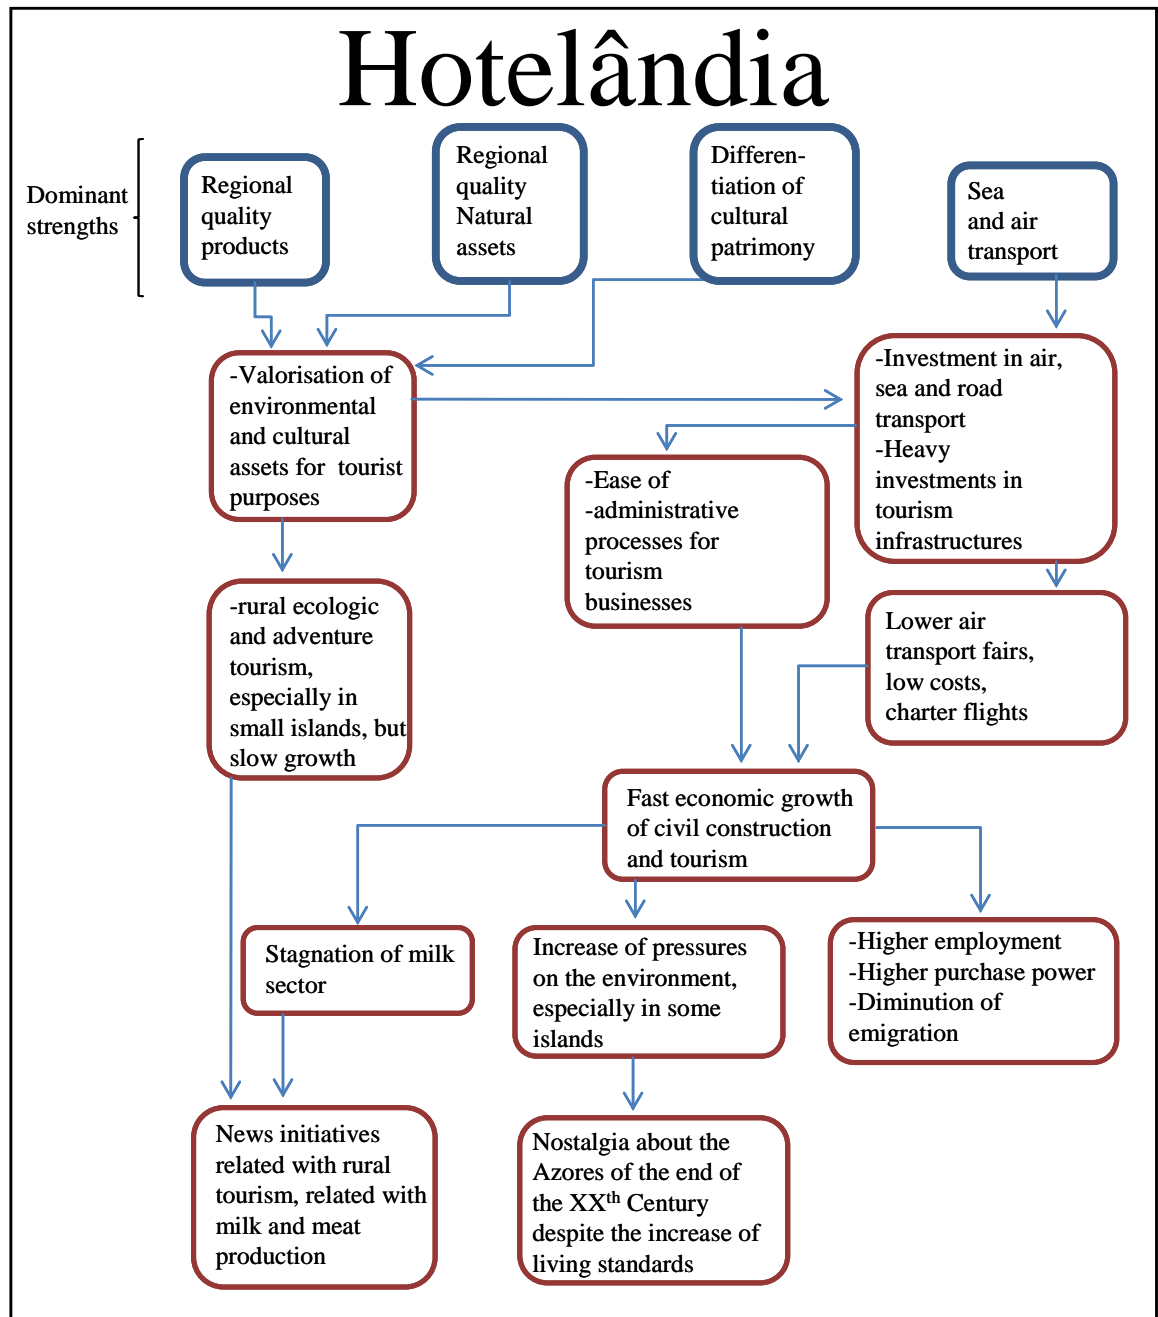 Hotelândia
Dominant
strengths
Regional
quality
products
Regional
quality
Natural
assets
Differen-
tiation of
cultural
patrimony
Sea
and air
transport
-Valorisation of
environmental
and cultural
assets for tourist
purposes
-Investment in air,
sea and road
transport
-Heavy
investments in
tourism
infrastructures
-Ease of
-administrative
processes for
tourism
businesses
-rural ecologic
and adventure
tourism,
especially in
small islands, but
slow growth
Lower air
transport fairs,
low costs,
charter flights
Fast economic growth
of civil construction
and tourism
Stagnation of milk
sector
Increase of pressures
on the environment,
especially in some
islands
-Higher employment
-Higher purchase power
-Diminution of
emigration
News initiatives
related with rural
tourism, related with
milk and meat
production
Nostalgia about the
Azores of the end of
the XXth Century
despite the increase of
living standards